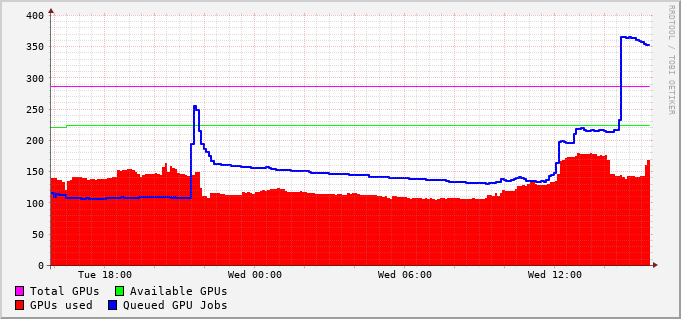 400
350
300
250
200
150
100
50
0
Tue 18:00 Wed 00:00 Wed 06:00 Wed 12:00
Total GPUs Available GPUs
GPUs used Queued GPU Jobs
RRDTOOL / TOBI OETIKER